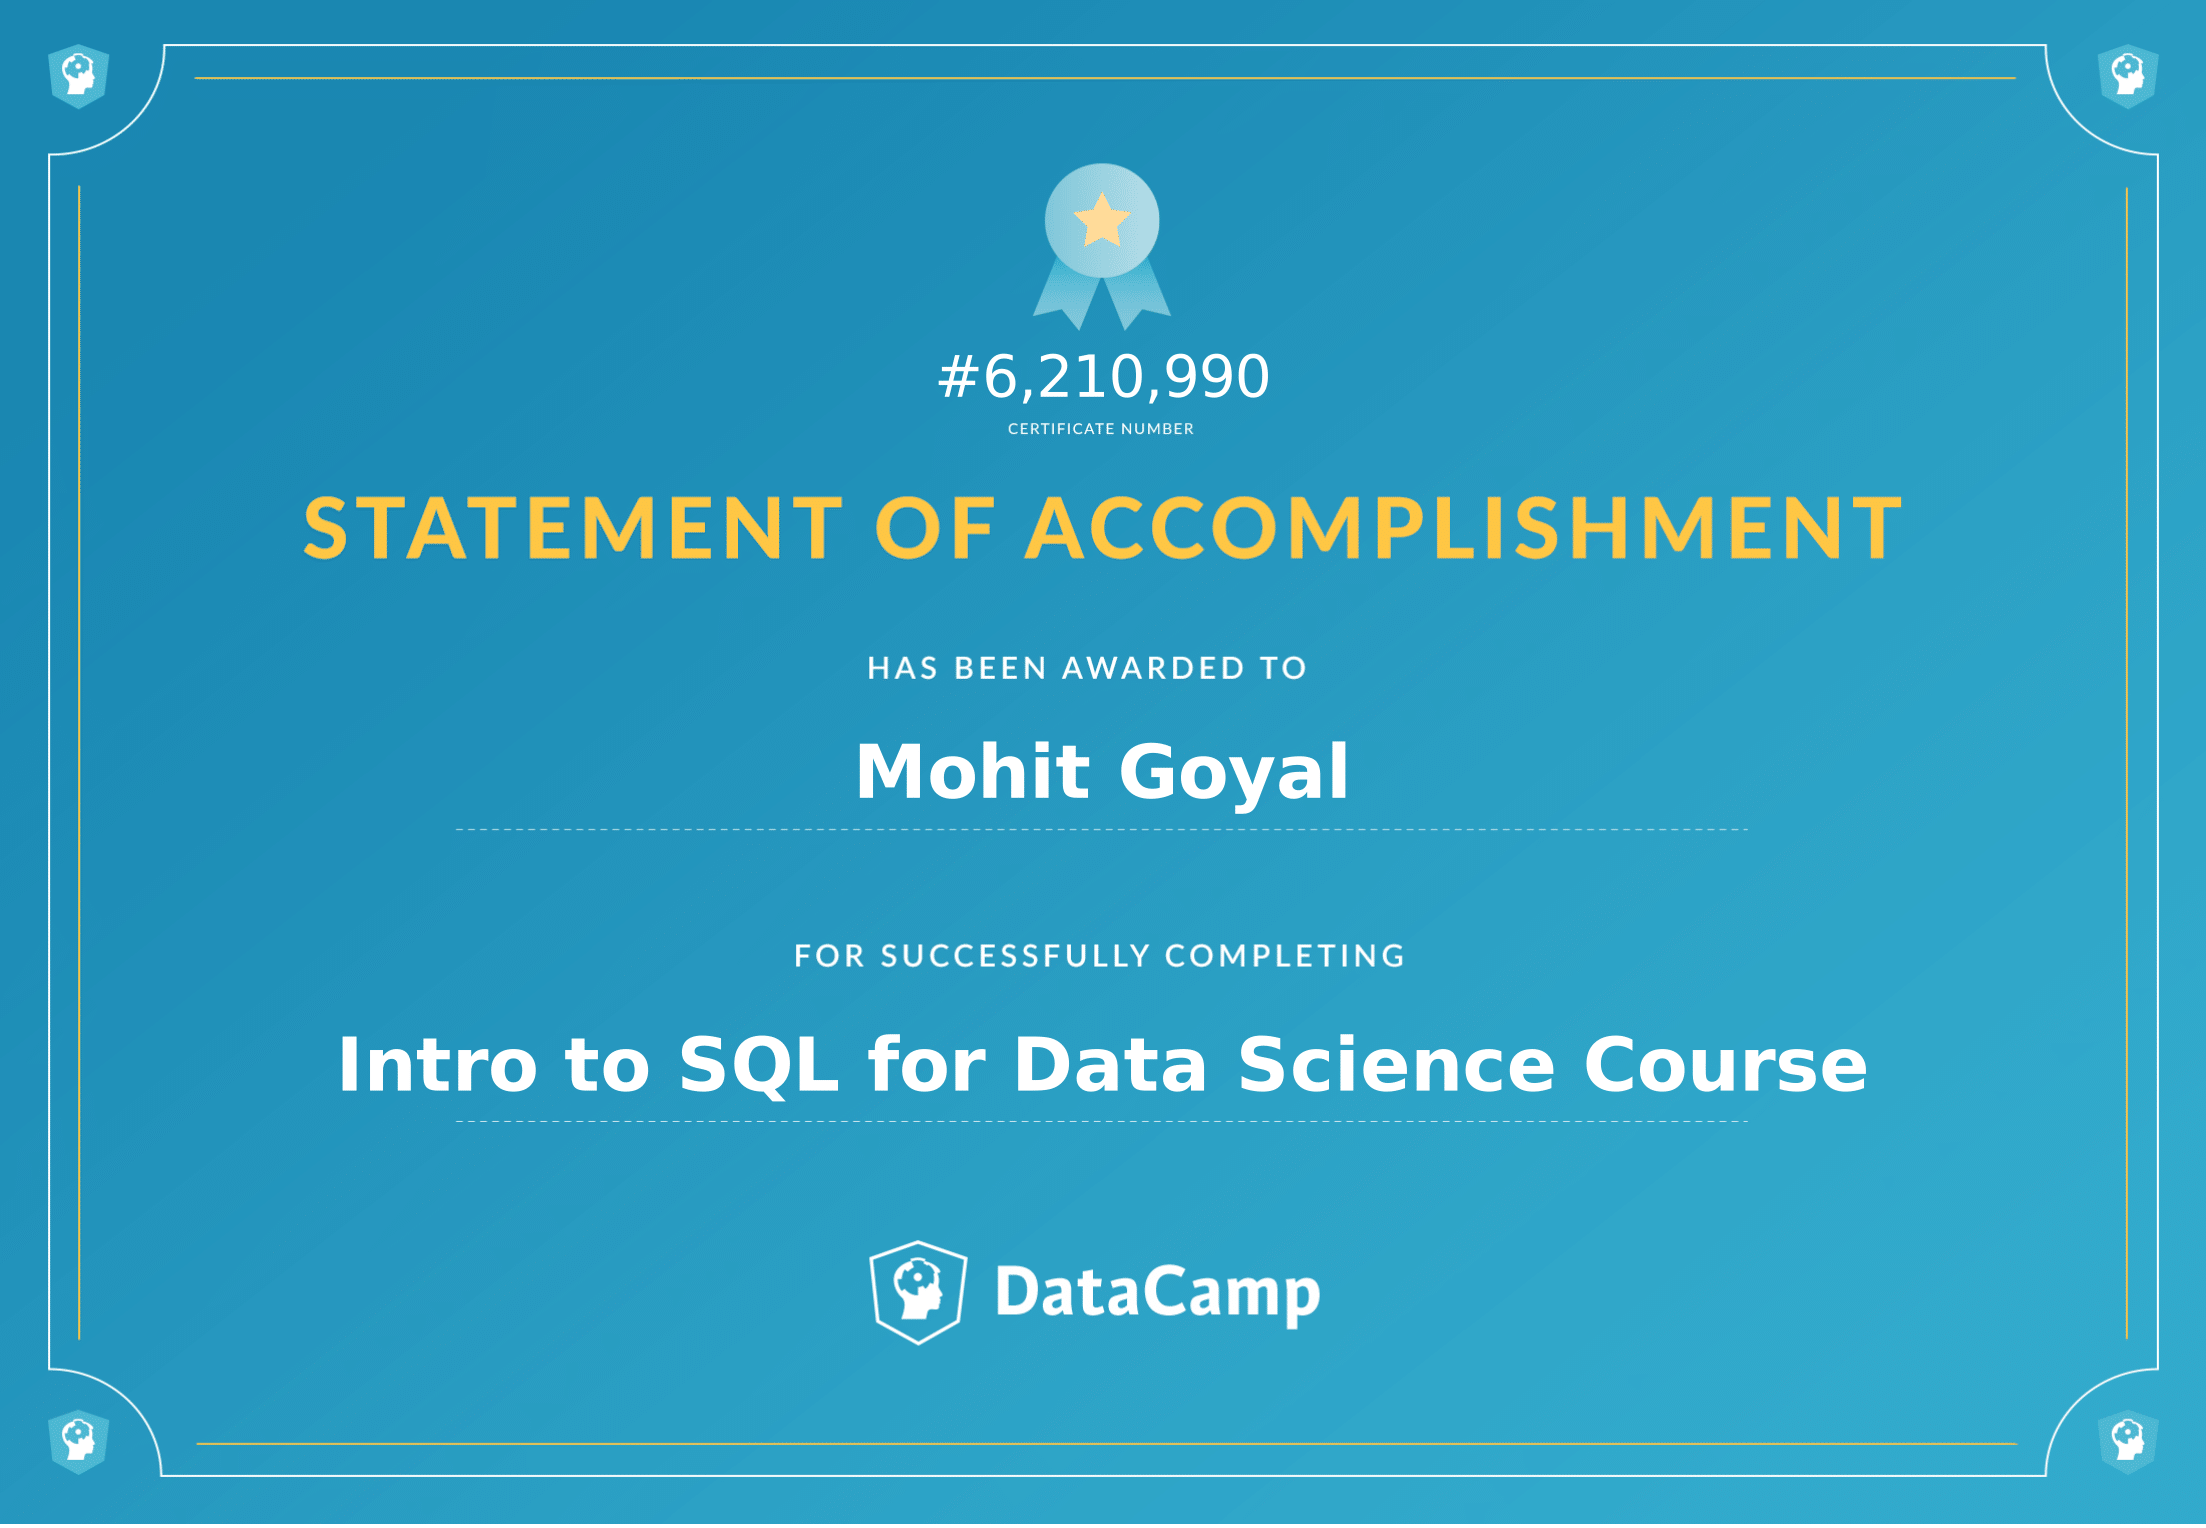 #6,210,990
CERTIFICATE NUMBER
STATEMENT OF ACCOMPLISHMENT
HAS BEEN AWARDED TO
Mohit Goyal
FOR SUCCESSFULLY COMPLETING
Intro to SQL for Data Science Course
DataCamp